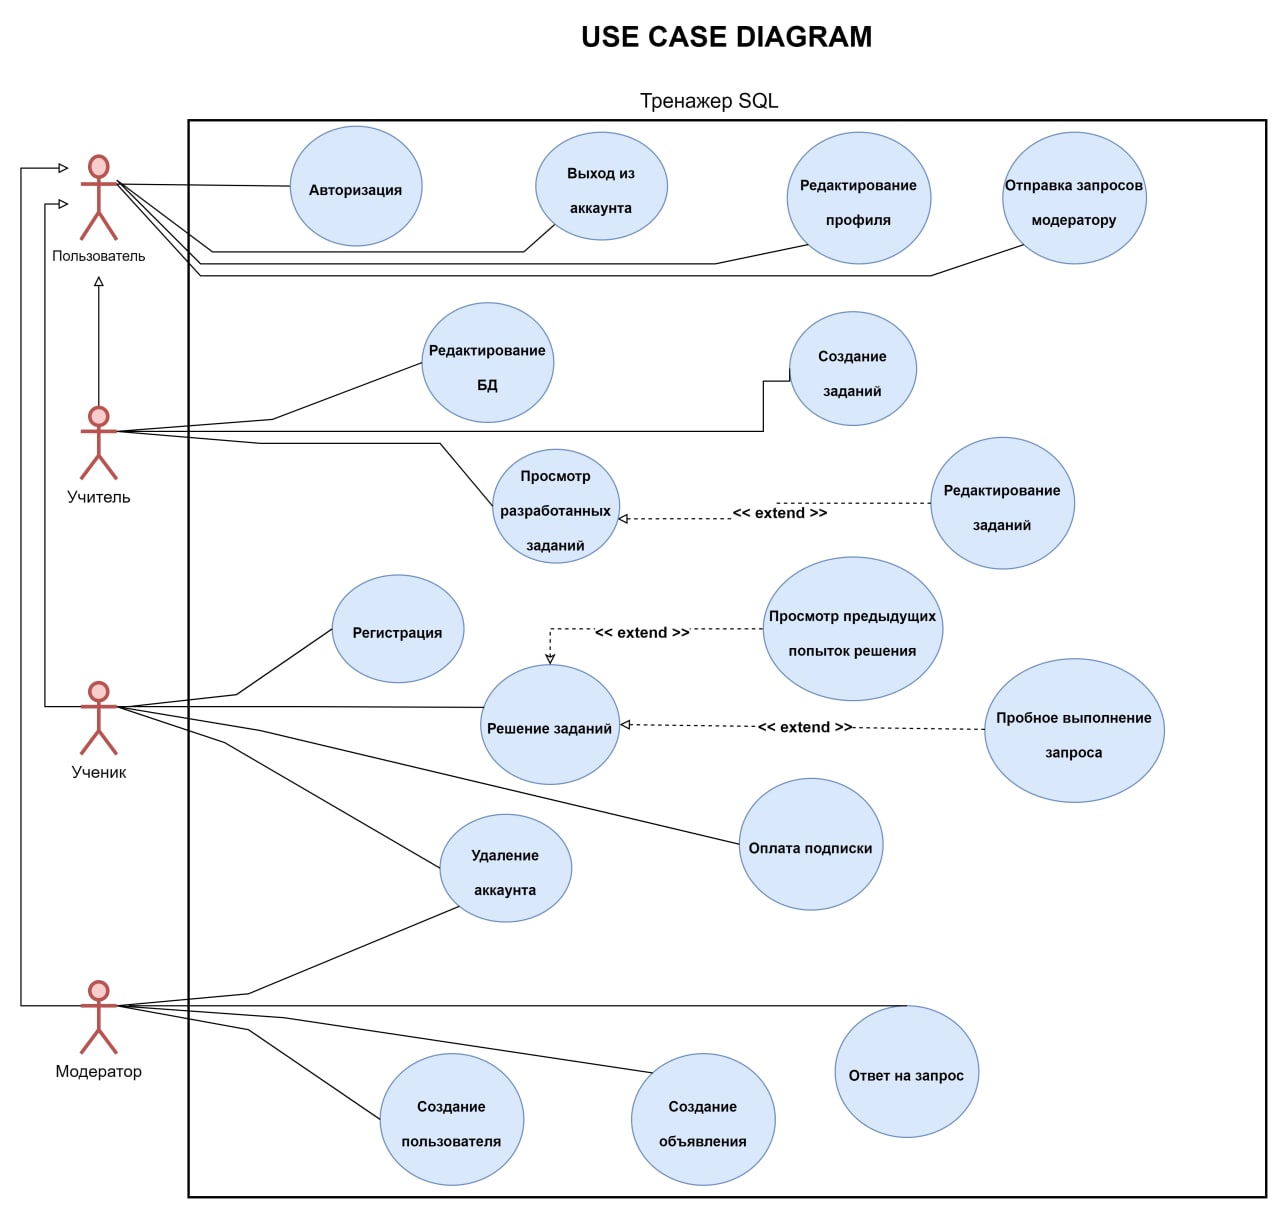 USE CASE DIAGRAM
Тренажер SQL
Авторизация
Выход из
аккаунта
Редактирование
профиля
Отправка запросов
модератору
Пользователь
Редактирование
БД
Создание
заданий
Учитель
Просмотр
разработанных
заданий
<< extend >>
Редактирование
заданий
Регистрация
<< extend >>
Просмотр предыдущих
попыток решения
Ученик
Решение заданий
<< extend >>
Пробное выполнение
запроса
Удаление
аккаунта
Оплата подписки
Модератор
Создание
пользователя
Создание
объявления
Ответ на запрос